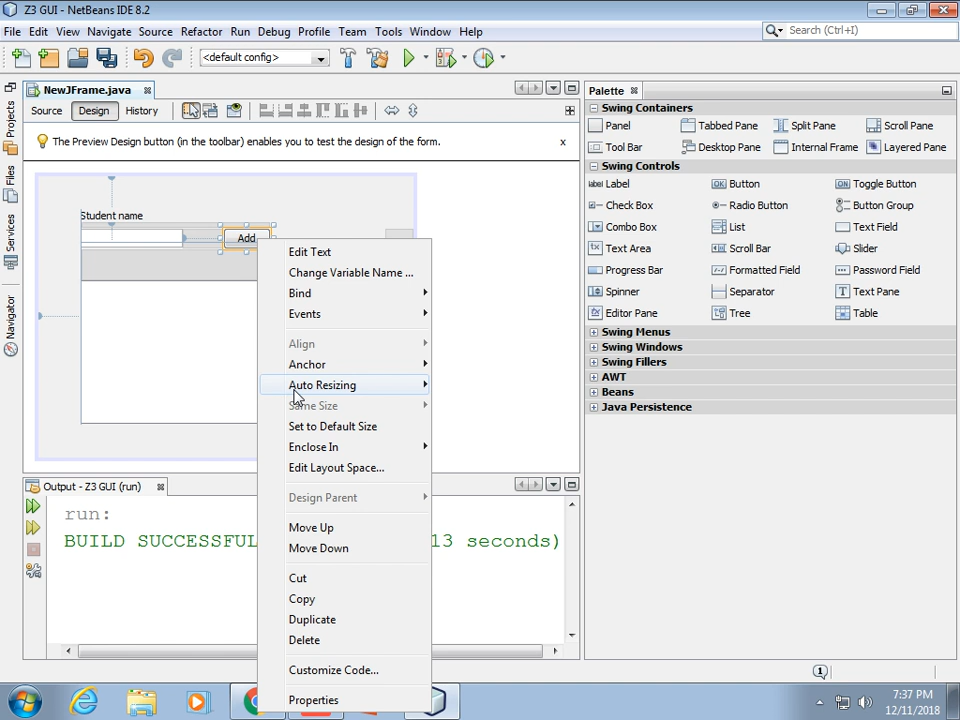 Z3 GUI - NetBeans IDE 8.2
File Edit View Navigate Source Refactor Run Debug Profile Team Tools Window Help
Search (Ctrl+I)
<default config>
NewJFrame.java
Source Design History
The Preview Design button (in the toolbar) enables you to test the design of the form.
x
Projects
Files
Services
Navigator
Student name
Add
Edit Text
Change Variable Name ...
Bind
Events
Align
Anchor
Auto Resizing
Same Size
Set to Default Size
Enclose In
Edit Layout Space...
Design Parent
Move Up
Move Down
Cut
Copy
Duplicate
Delete
Customize Code...
Properties
Output - Z3 GUI (run)
run:
BUILD SUCCESSFUL 13 seconds)
Palette
Swing Containers
Panel Tabbed Pane Split Pane Scroll Pane
Tool Bar Desktop Pane Internal Frame Layered Pane
Swing Controls
label Label OK Button ON Toggle Button
Check Box Radio Button Button Group
Combo Box List Text Field
Text Area Scroll Bar Slider
Progress Bar Formatted Field Password Field
Spinner Separator Text Pane
Editor Pane Tree Table
Swing Menus
Swing Windows
Swing Fillers
AWT
Beans
Java Persistence
1
7:37 PM
12/11/2018